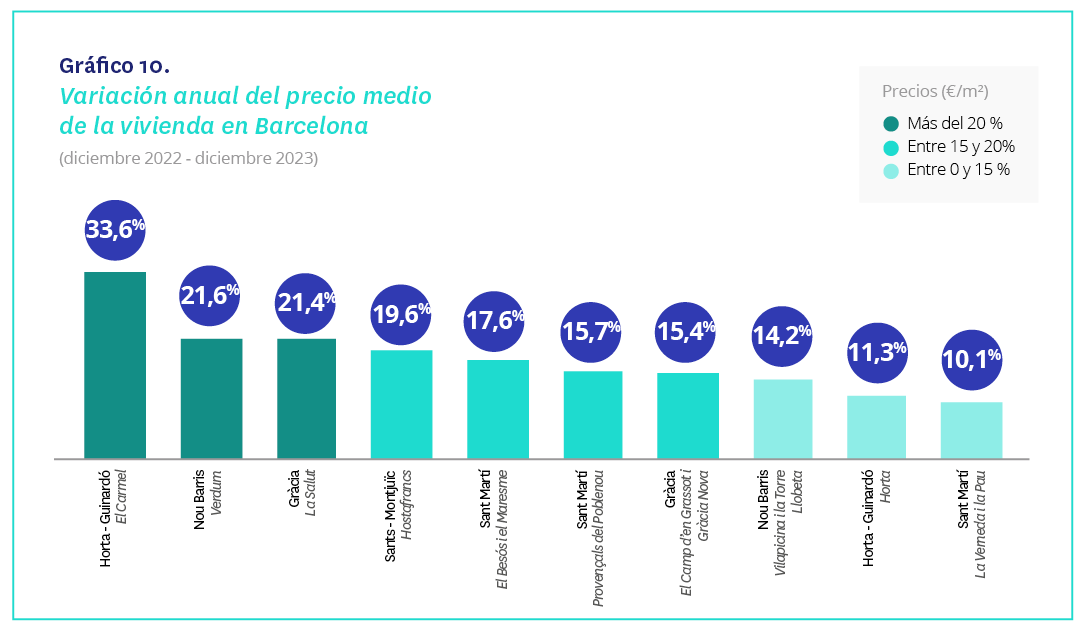 Gráfico 10.
Variación anual del precio medio
de la vivienda en Barcelona
(diciembre 2022 - diciembre 2023)
Precios (€/m²)
Más del 20 %
Entre 15 y 20%
Entre 0 y 15 %
33,6%
21,6%
21,4%
19,6%
17,6%
15,7%
15,4%
14,2%
11,3%
10,1%
Horta - Guinardó
El Carmel
Nou Barris
Verdum
Gràcia
La Salut
Sants - Montjuïc
Hostafrancs
Sant Martí
El Besós i el Maresme
Sant Martí
Provençals del Poblenou
Gràcia
El Camp d'en Grassot i
Gràcia Nova
Nou Barris
Vilapicina i la Torre
Llobeta
Horta - Guinardó
Horta
Sant Martí
La Verneda i la Pau